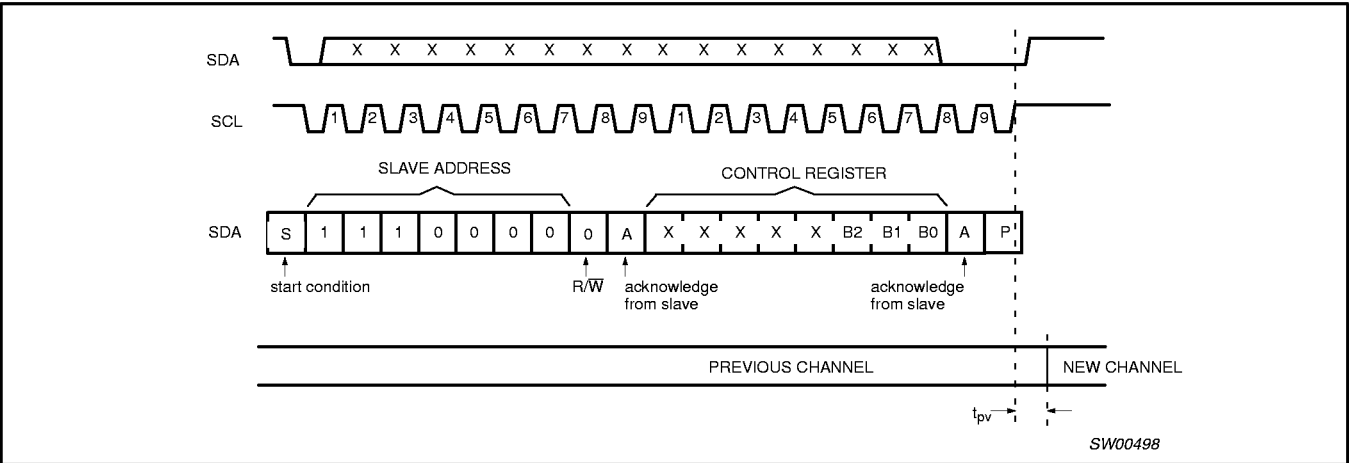 SDA X X X X X X X X X X X X X X X X
SCL 1 2 3 4 5 6 7 8 9 1 2 3 4 5 6 7 8 9
SLAVE ADDRESS CONTROL REGISTER
SDA S 1 1 1 0 0 0 0 0 A X X X X X B2 B1 B0 A P
start condition R/W̅ acknowledge from slave acknowledge from slave
PREVIOUS CHANNEL NEW CHANNEL
tpv
SW00498